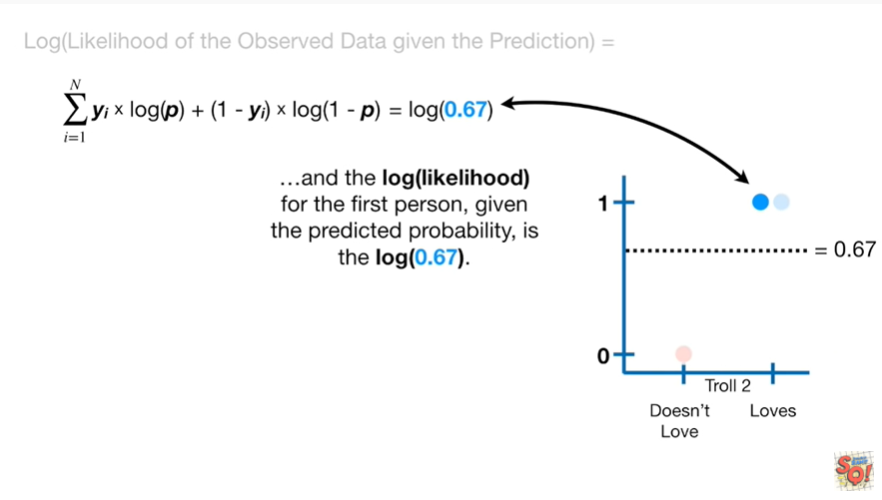 Log(Likelihood of the Observed Data given the Prediction) =
N
∑ yᵢ × log(p) + (1 - yᵢ) × log(1 - p) = log(0.67)
i=1
…and the log(likelihood)
for the first person, given
the predicted probability, is
the log(0.67).
1
= 0.67
0
Troll 2
Doesn't
Love
Loves
SQ!